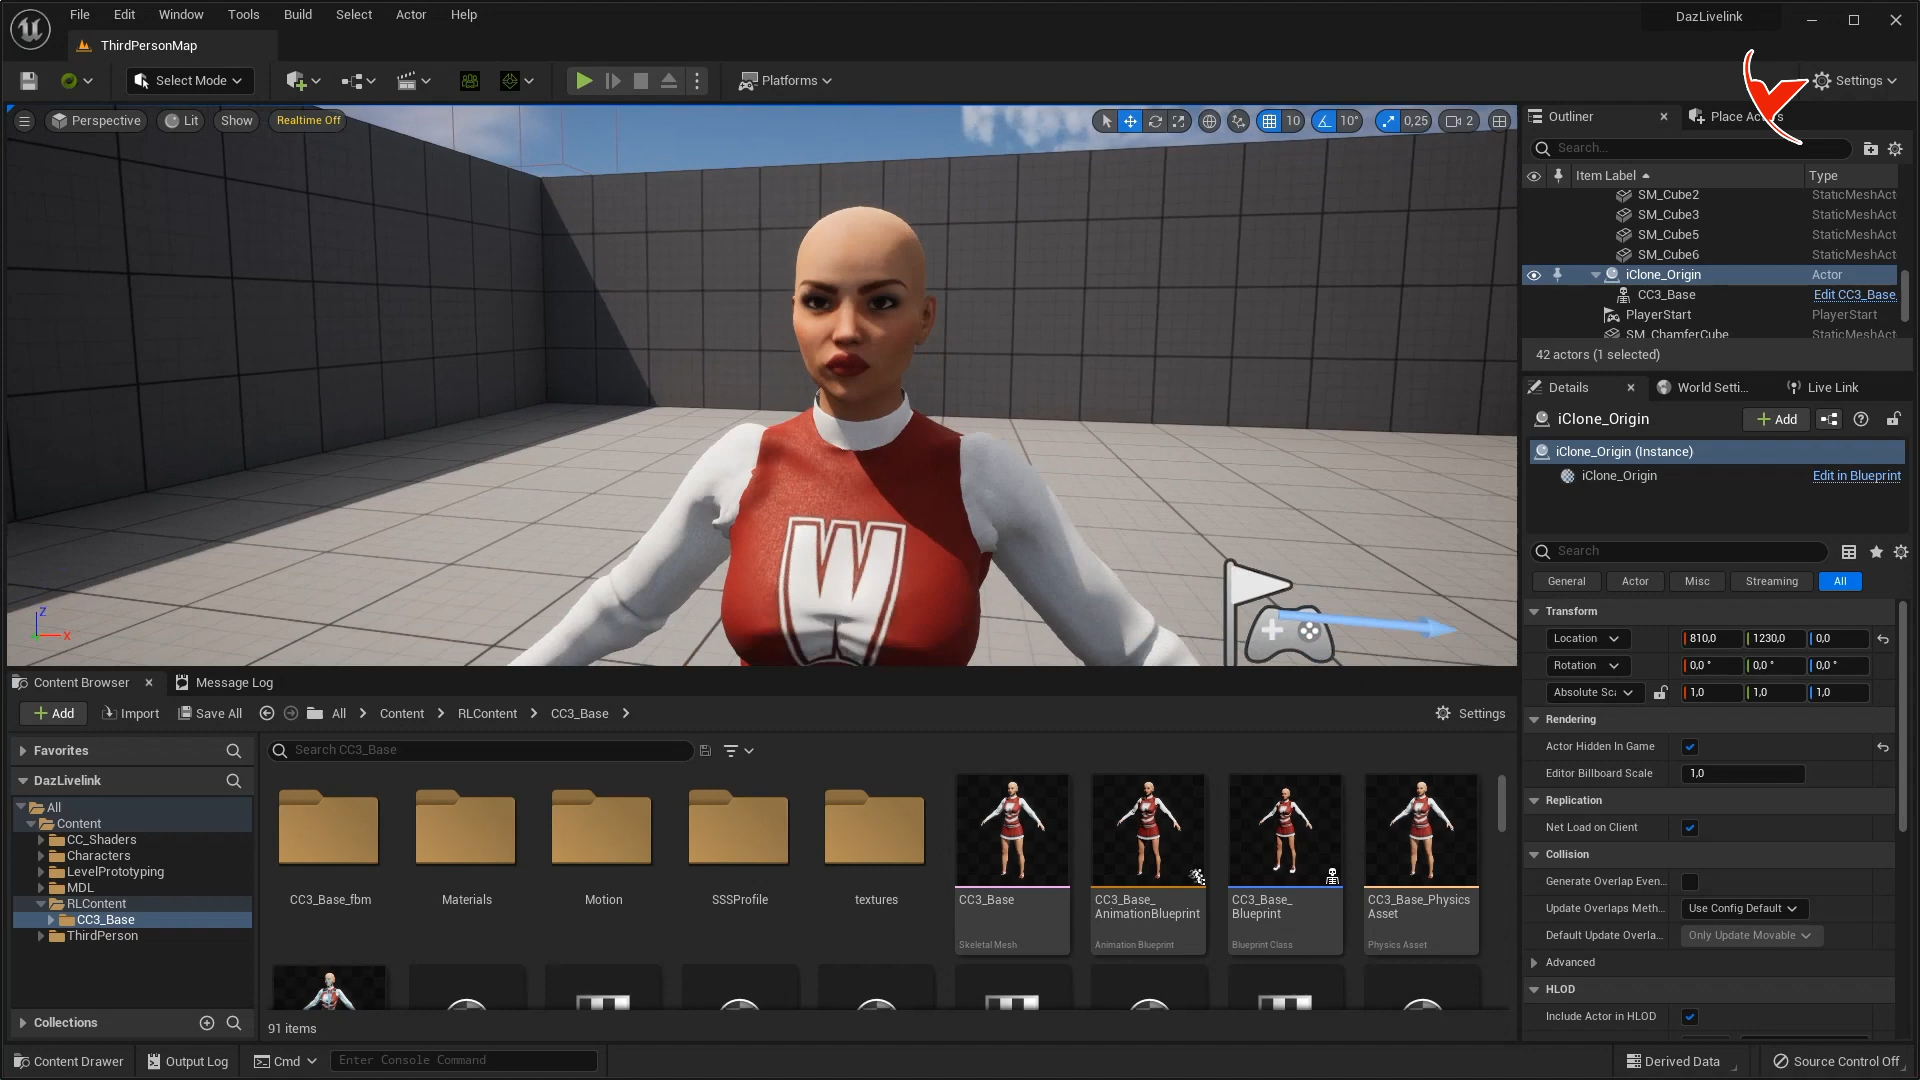 File Edit Window Tools Build Select Actor Help
DazLivelink
ThirdPersonMap
Select Mode
Platforms
Settings
Perspective Lit Show Realtime Off
10 10° 0,25 2
W
Outliner
Search...
Item Label Type
SM_Cube2 StaticMeshAct
SM_Cube3 StaticMeshAct
SM_Cube5 StaticMeshAct
SM_Cube6 StaticMeshAct
iClone_Origin Actor
CC3_Base Edit CC3_Base
PlayerStart PlayerStart
SM_ChamferCube StaticMeshAct
42 actors (1 selected)
Details World Setti... Live Link
iClone_Origin Add
iClone_Origin (Instance)
iClone_Origin Edit in Blueprint
Search
General Actor Misc Streaming All
Transform
Location 810,0 1230,0 0,0
Rotation 0,0 ° 0,0 ° 0,0 °
Absolute Sca 1,0 1,0 1,0
Rendering
Actor Hidden In Game
Editor Billboard Scale 1,0
Replication
Net Load on Client
Collision
Generate Overlap Even...
Update Overlaps Meth... Use Config Default
Default Update Overla... Only Update Movable
Advanced
HLOD
Include Actor in HLOD
Z
X
Content Browser Message Log
Add Import Save All All Content RLContent CC3_Base Settings
Favorites
DazLivelink
All
Content
CC_Shaders
Characters
LevelPrototyping
MDL
RLContent
CC3_Base
ThirdPerson
Collections
Search CC3_Base
CC3_Base_fbm Materials Motion SSSProfile textures
CC3_Base
Skeletal Mesh
CC3_Base_
AnimationBlueprint
Animation Blueprint
CC3_Base_
Blueprint
Blueprint Class
CC3_Base_Physics
Asset
Physics Asset
91 items
Content Drawer Output Log Cmd Enter Console Command Derived Data Source Control Off